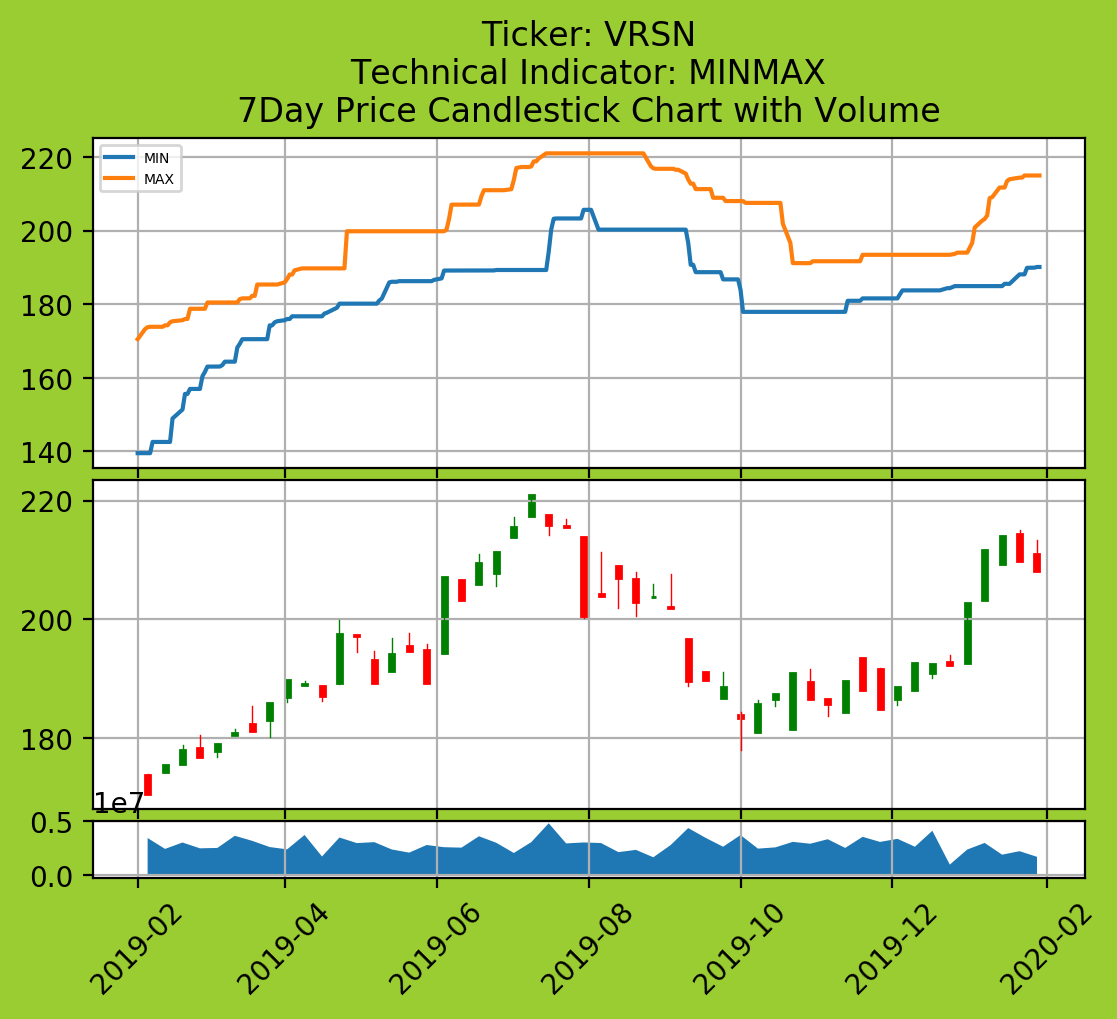 Ticker: VRSN
Technical Indicator: MINMAX
7Day Price Candlestick Chart with Volume
MIN
MAX
220
200
180
160
140
220
200
180
1e7
0.5
0.0
2019-02
2019-04
2019-06
2019-08
2019-10
2019-12
2020-02